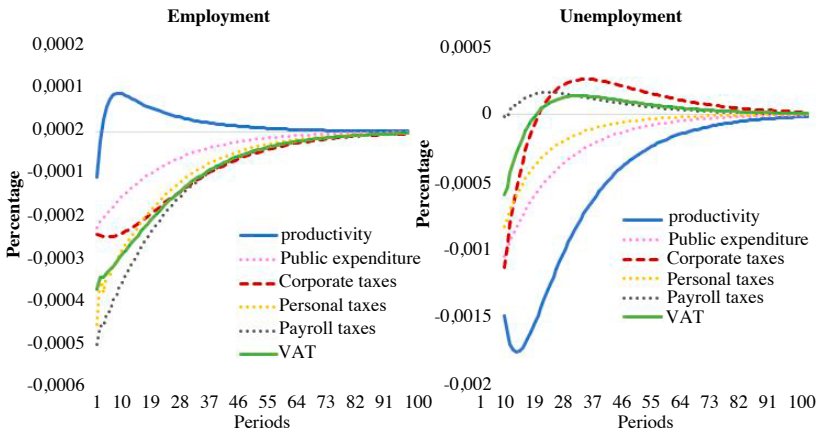 Employment
0,0002
0,0001
0,0002
-0,0001
-0,0002
-0,0003
-0,0004
-0,0005
-0,0006
Percentage
productivity
Public expenditure
Corporate taxes
Personal taxes
Payroll taxes
VAT
1 10 19 28 37 46 55 64 73 82 91 100
Periods
Unemployment
0,0005
0
-0,0005
-0,001
-0,0015
-0,002
Percentage
productivity
Public expenditure
Corporate taxes
Personal taxes
Payroll taxes
VAT
1 10 19 28 37 46 55 64 73 82 91 100
Periods